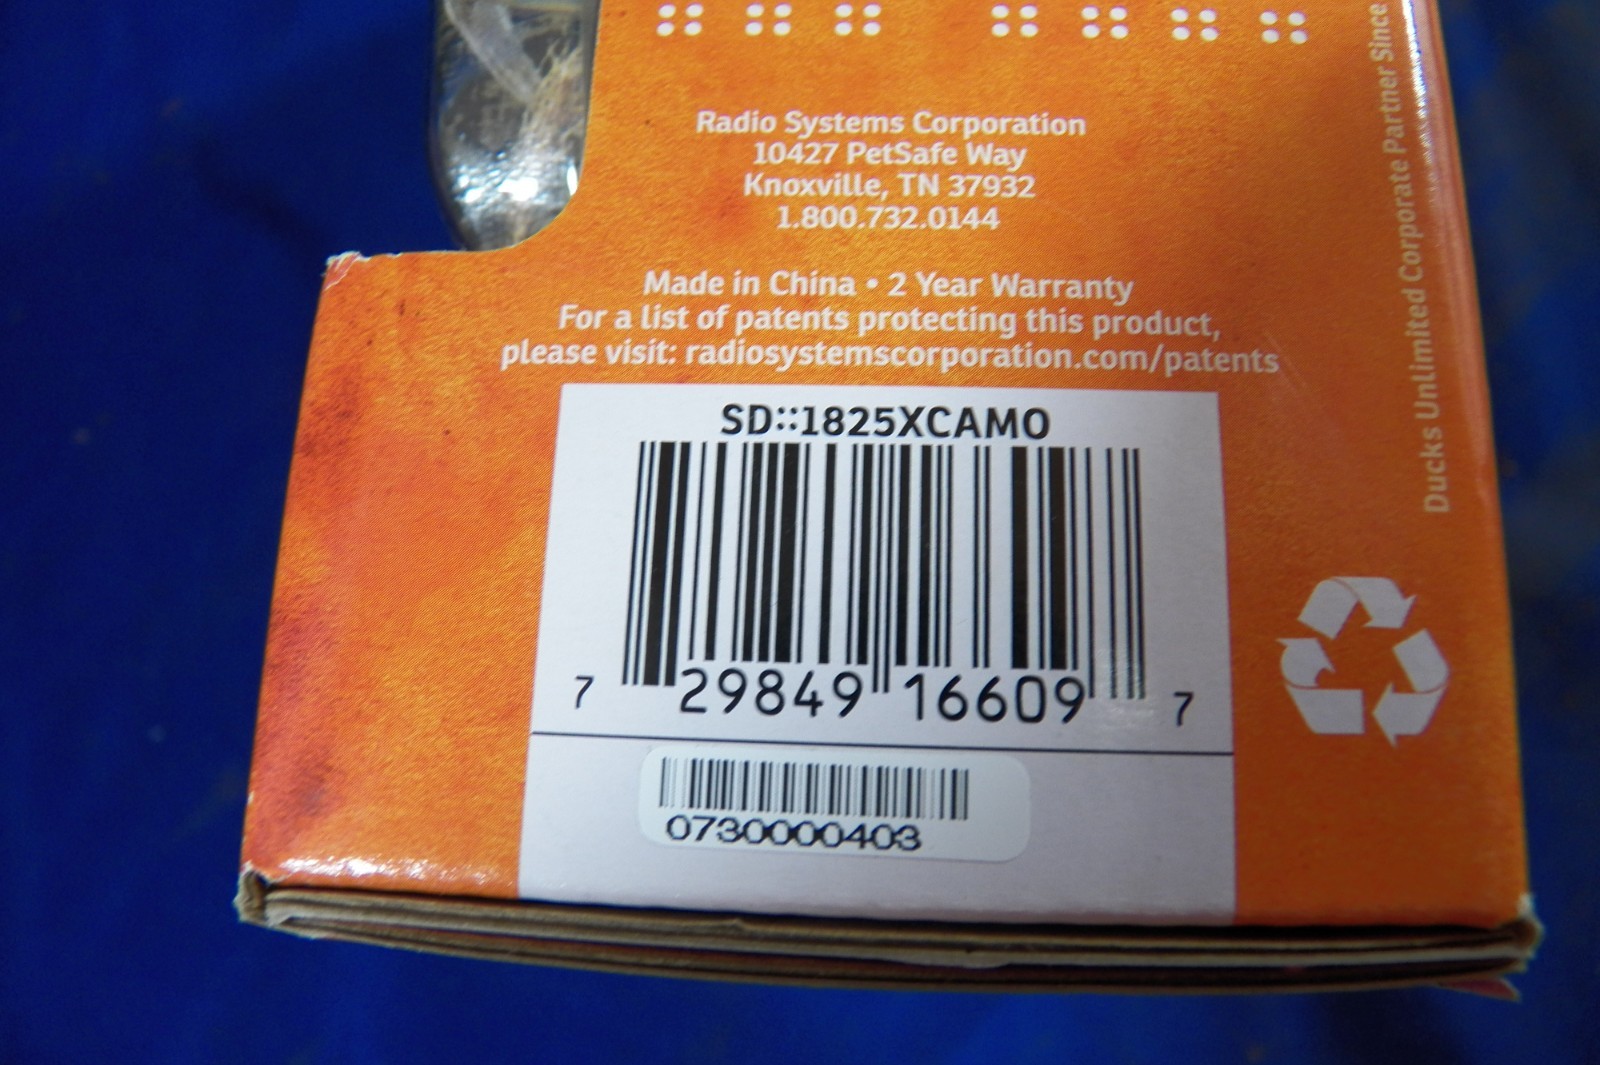 Radio Systems Corporation
10427 PetSafe Way
Knoxville, TN 37932
1.800.732.0144
Made in China • 2 Year Warranty
For a list of patents protecting this product,
please visit: radiosystemscorporation.com/patents
SD::1825XCAMO
7 29849 16609 7
0730000403
Ducks Unlimited Corporate Partner Since